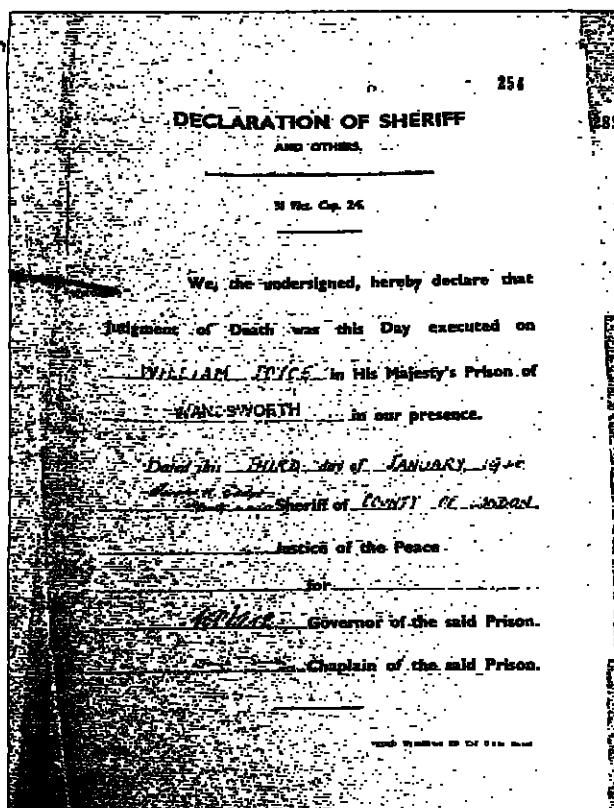 254
DECLARATION OF SHERIFF
AND OTHERS.
31 Vict. Cap. 24.
We, the undersigned, hereby declare that
Judgment of Death was this Day executed on
WILLIAM JOYCE in His Majesty's Prison of
WANDSWORTH in our presence.
Dated this THIRD day of JANUARY
Sheriff of COUNTY OF LONDON
Justice of the Peace
for
Governor of the said Prison.
Chaplain of the said Prison.